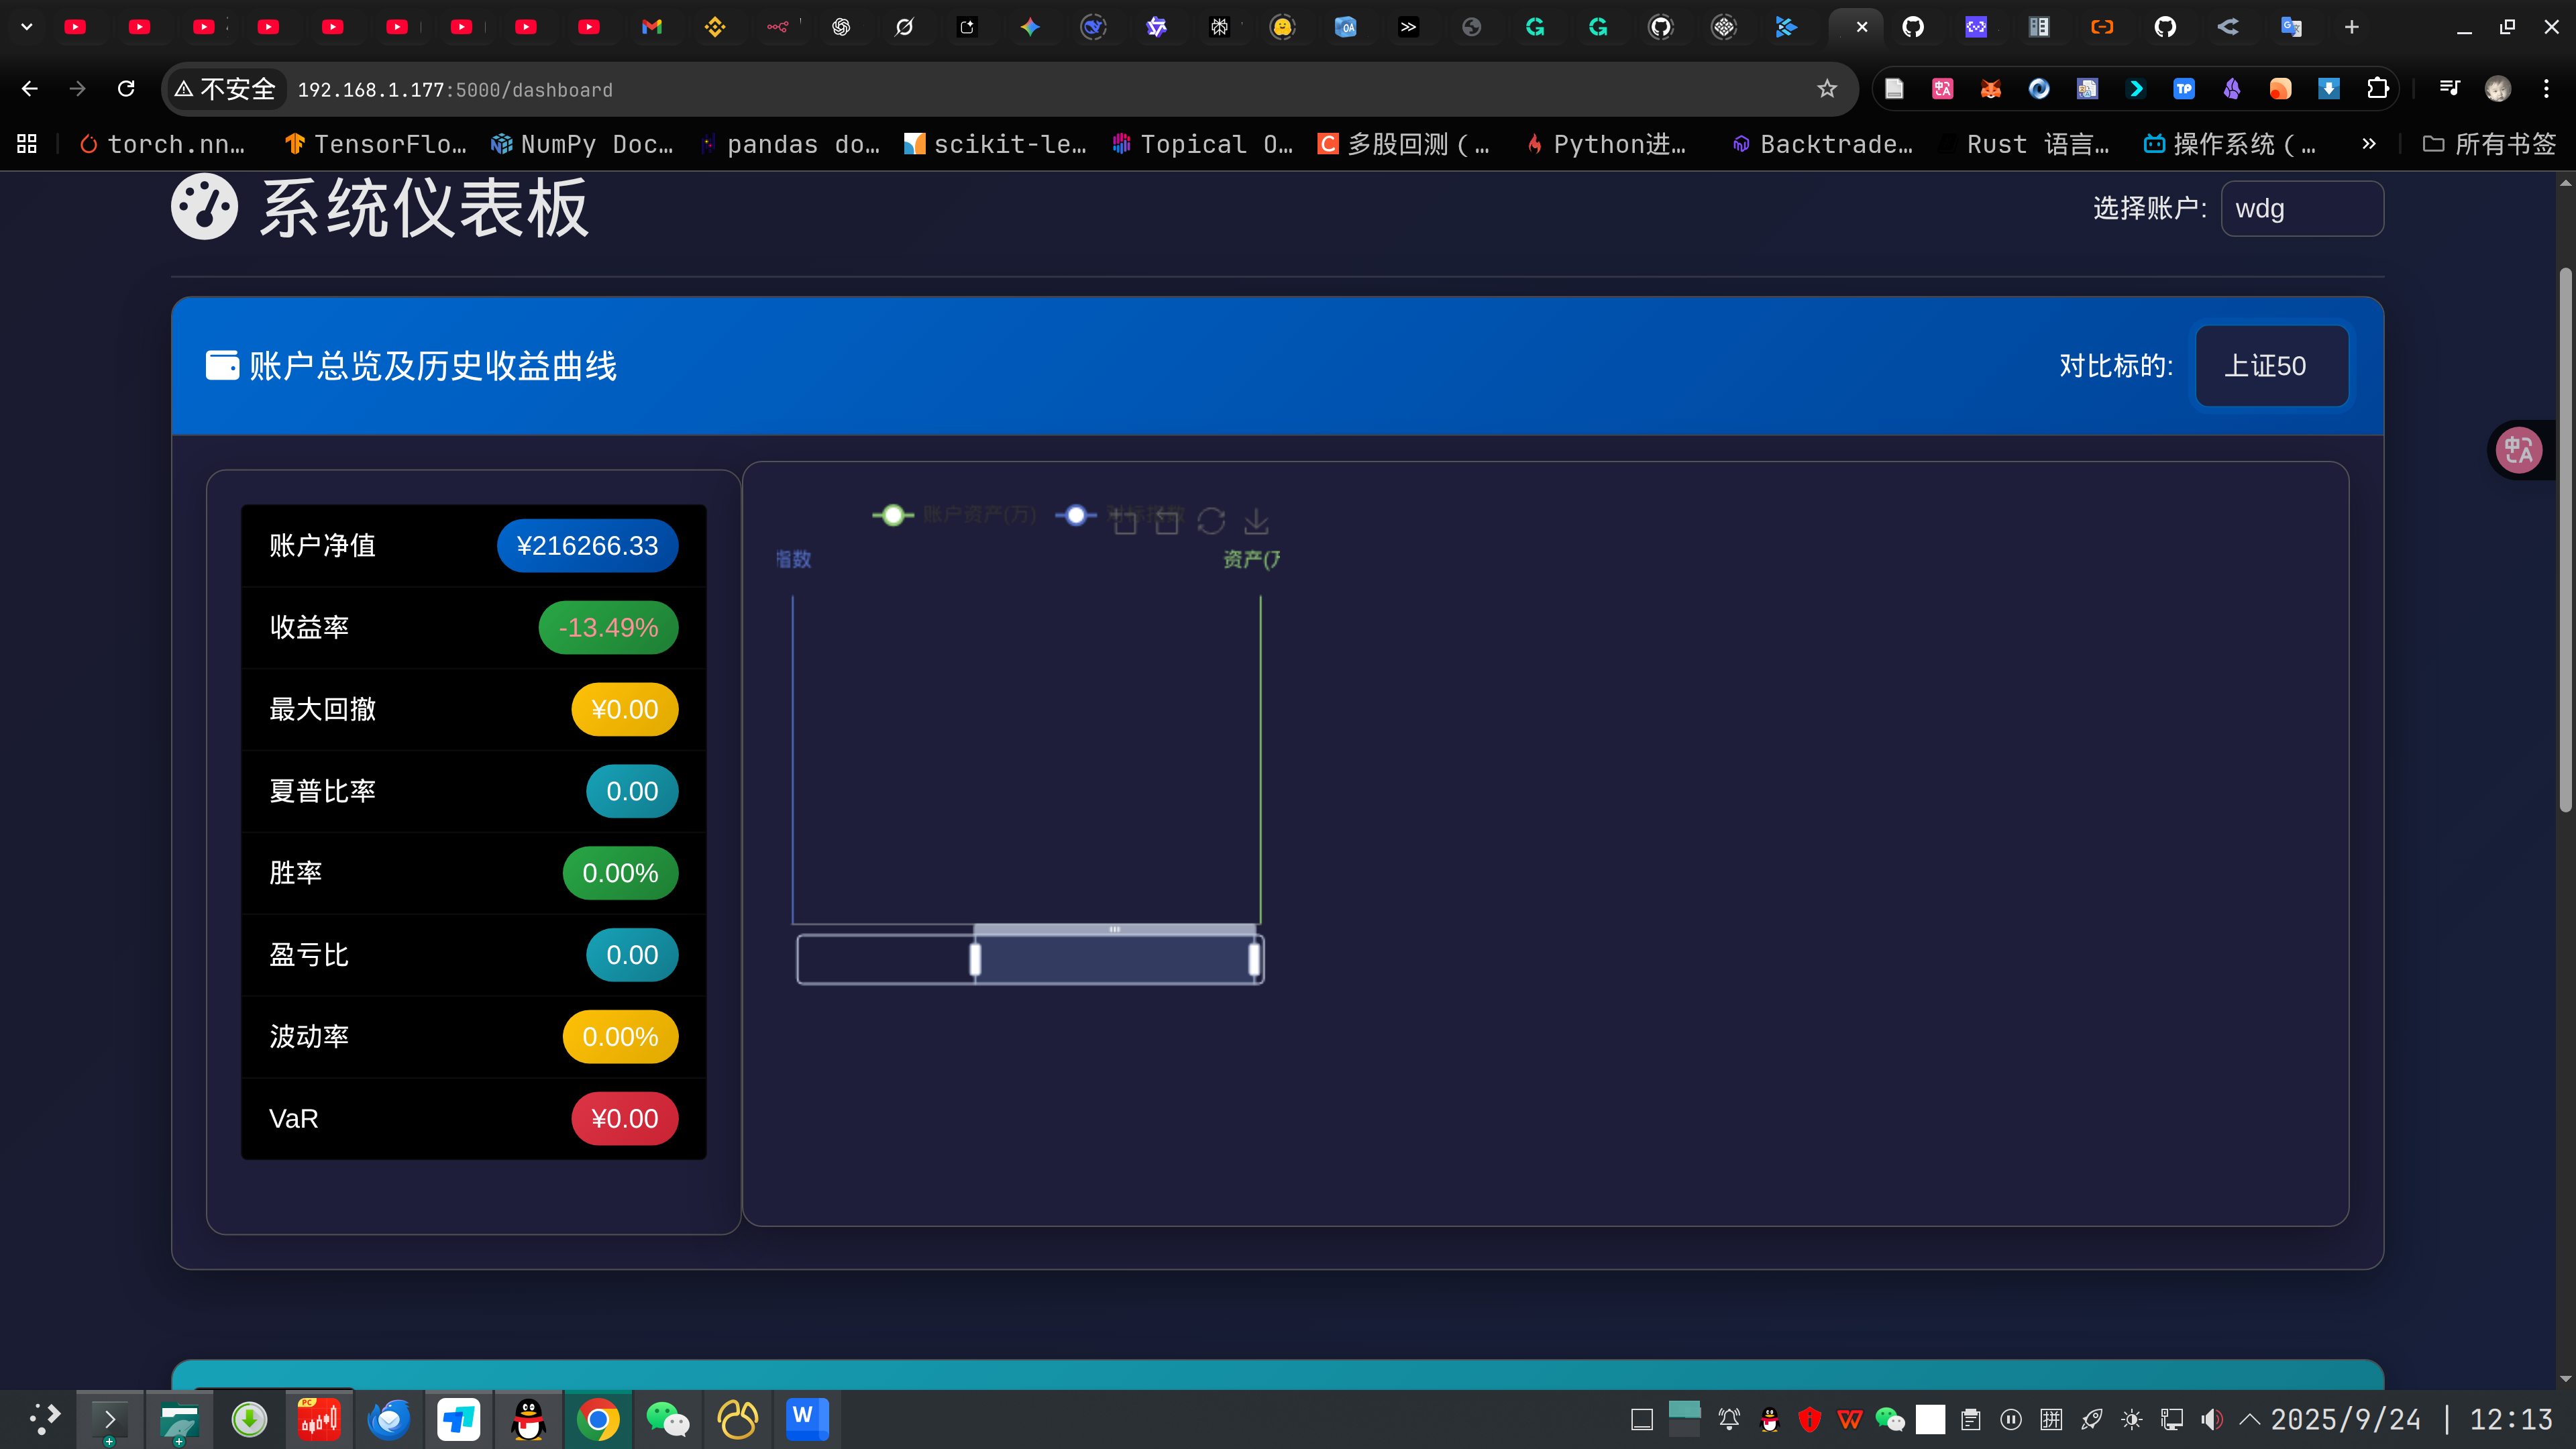 不安全 192.168.1.177:5000/dashboard
torch.nn… TensorFlo… NumPy Doc… pandas do… scikit-le… Topical O… 多股回测 (… Python进… Backtrade… Rust 语言… 操作系统 (… » 所有书签
系统仪表板
选择账户: wdg
账户总览及历史收益曲线
对比标的: 上证50
账户净值 ¥216266.33
收益率 -13.49%
最大回撤 ¥0.00
夏普比率 0.00
胜率 0.00%
盈亏比 0.00
波动率 0.00%
VaR ¥0.00
账户资产(万) 对标指数
指数 资产(万
2025/9/24 | 12:13